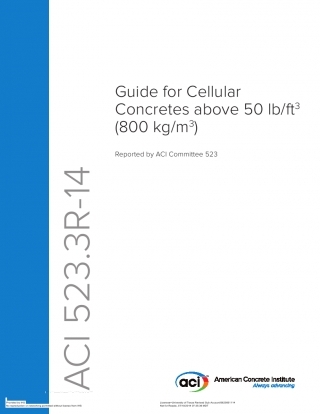 Guide for Cellular
Concretes above 50 lb/ft³
(800 kg/m³)
Reported by ACI Committee 523
ACI 523.3R-14
aci
American Concrete Institute
Always advancing